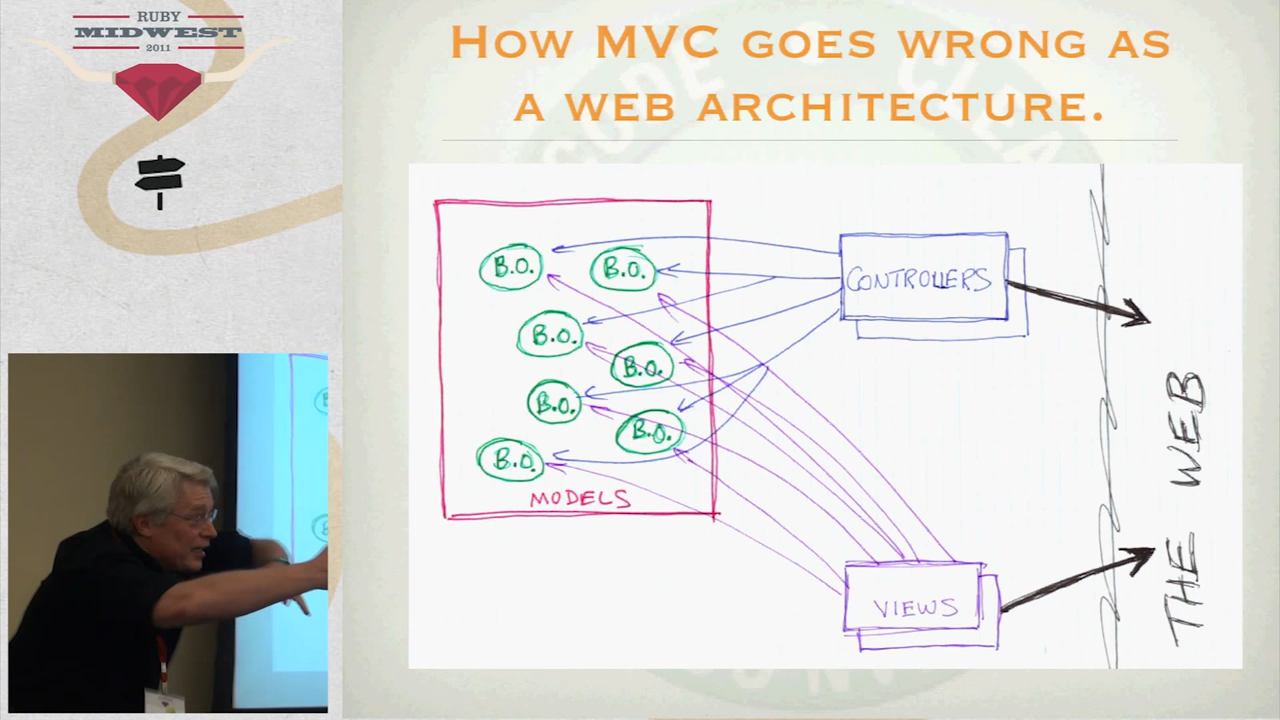 RUBY
MIDWEST
2011
HOW MVC GOES WRONG AS
A WEB ARCHITECTURE.
B.O.
B.O.
B.O.
B.O.
B.O.
B.O.
B.O.
MODELS
CONTROLLERS
VIEWS
THE WEB